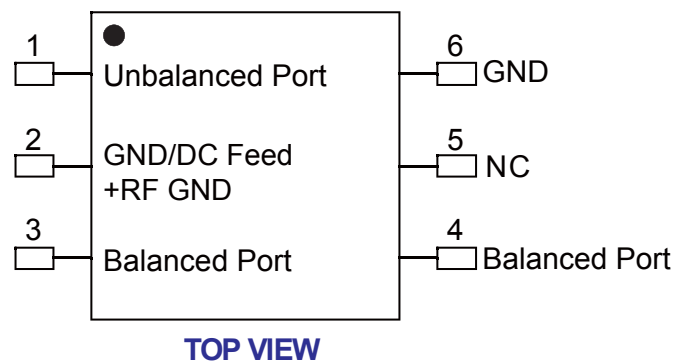 1
Unbalanced Port
6
GND
2
GND/DC Feed
+RF GND
5
NC
3
Balanced Port
4
Balanced Port
TOP VIEW